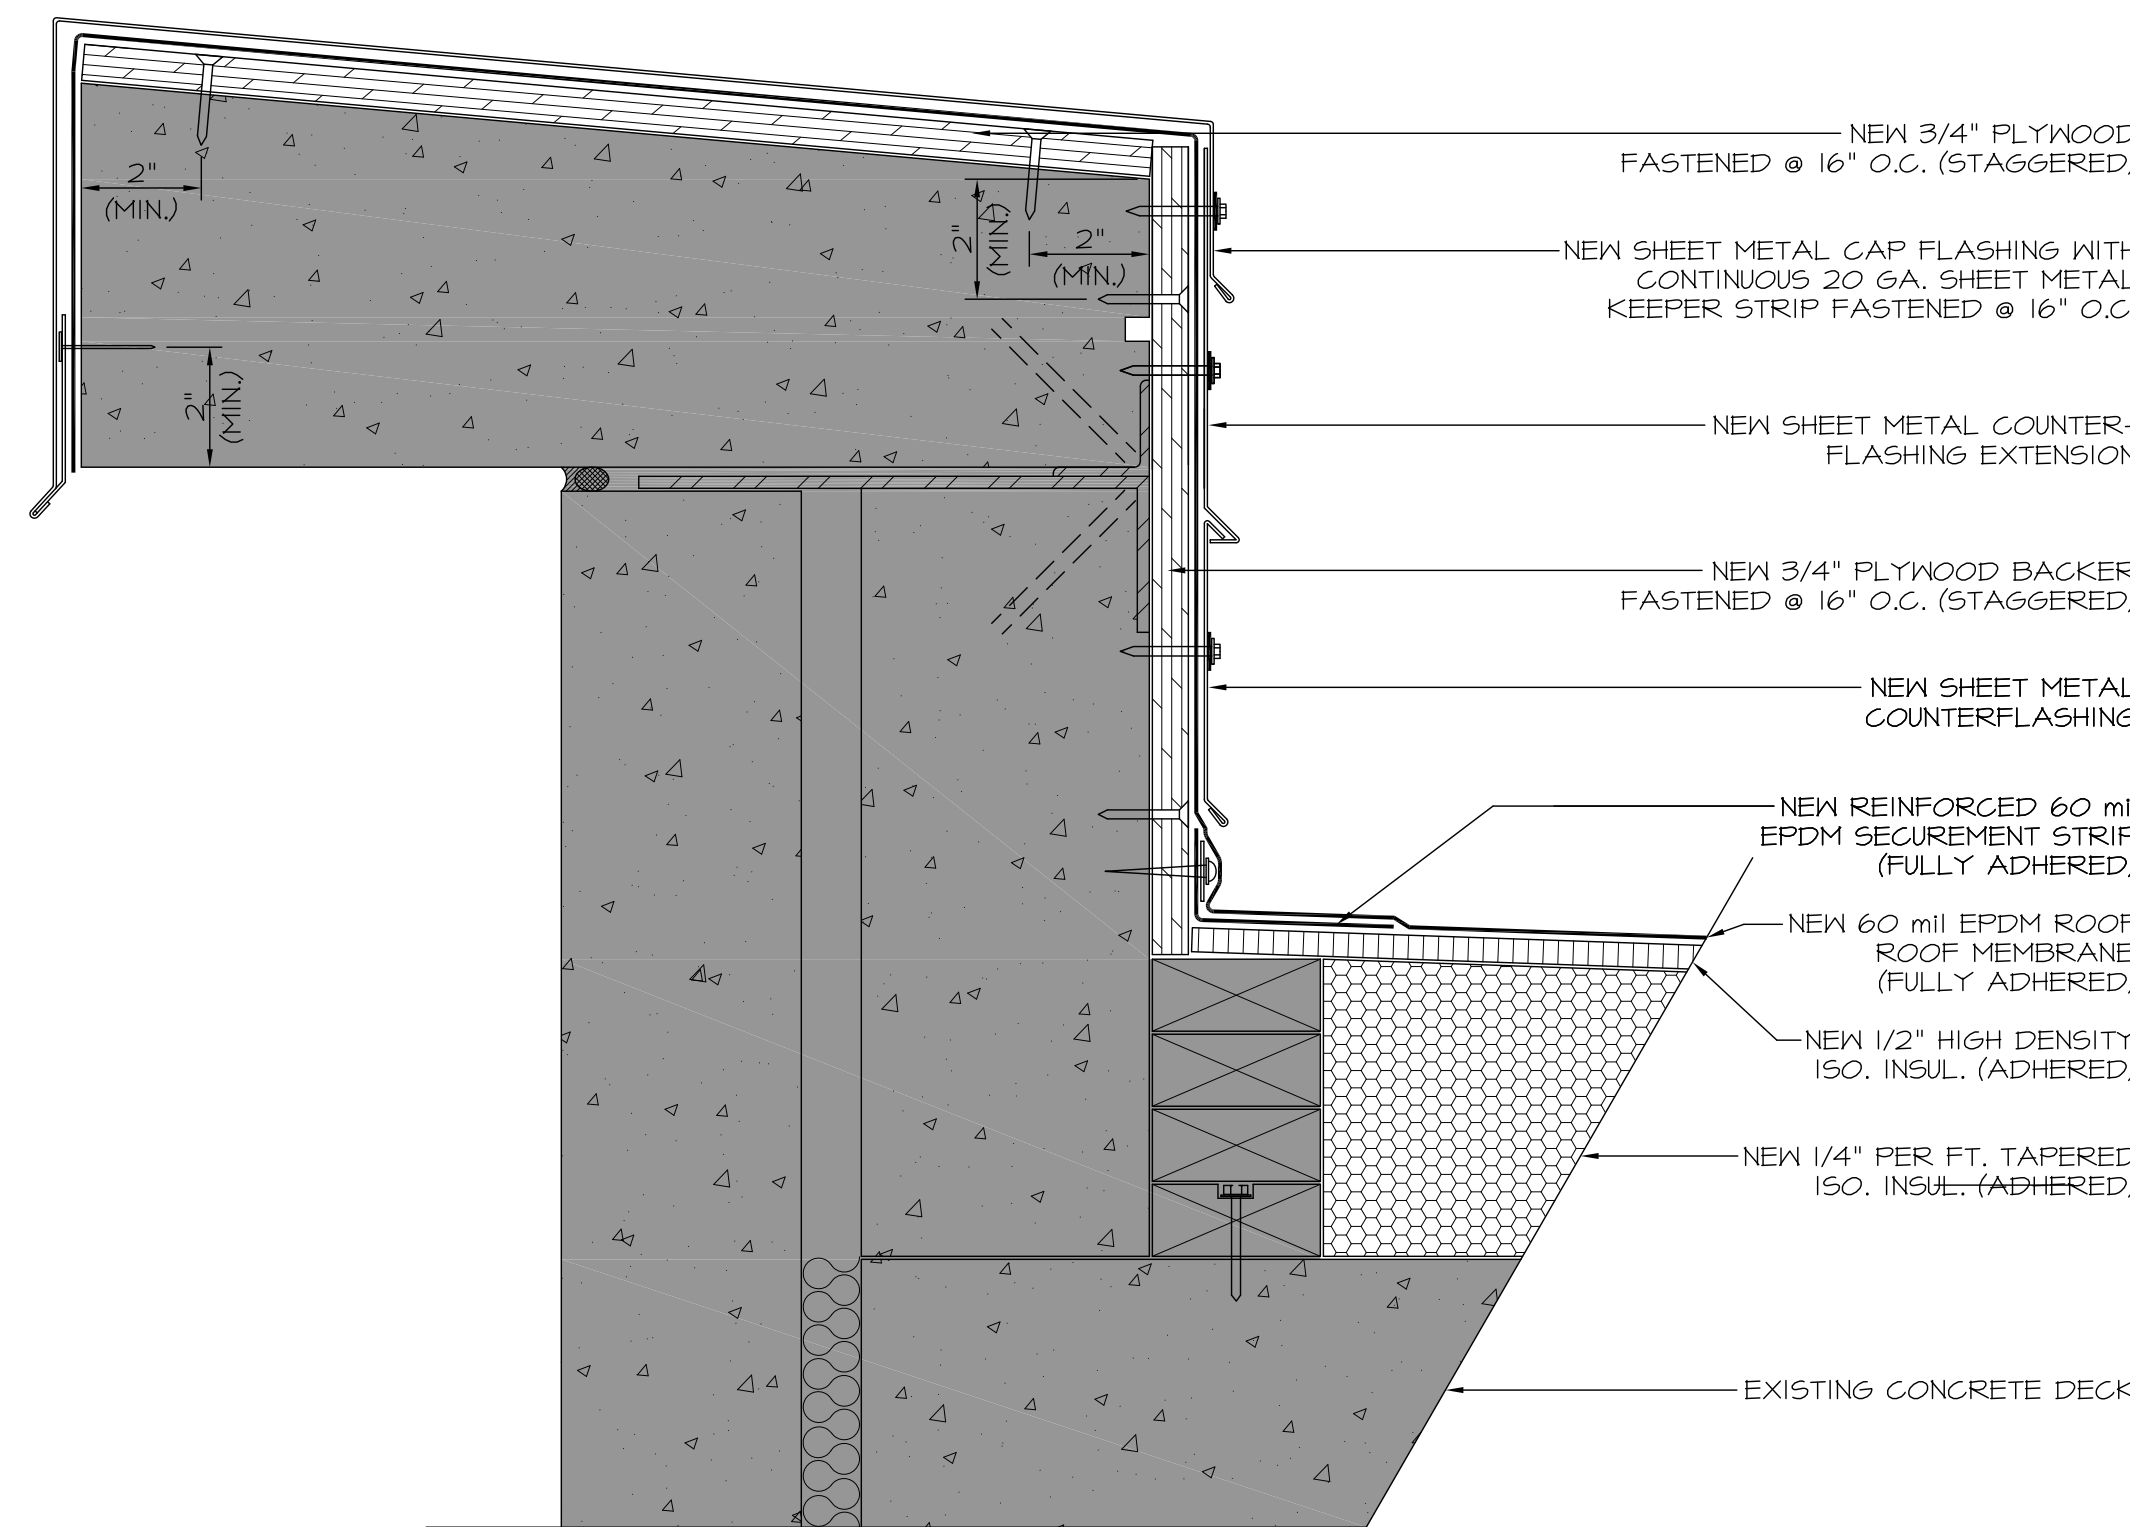 NEW 3/4" PLYWOOD
FASTENED @ 16" O.C. (STAGGERED)
NEW SHEET METAL CAP FLASHING WITH
CONTINUOUS 20 GA. SHEET METAL
KEEPER STRIP FASTENED @ 16" O.C.
NEW SHEET METAL COUNTER-
FLASHING EXTENSION
NEW 3/4" PLYWOOD BACKER
FASTENED @ 16" O.C. (STAGGERED)
NEW SHEET METAL
COUNTERFLASHING
NEW REINFORCED 60 mil
EPDM SECUREMENT STRIP
(FULLY ADHERED)
NEW 60 mil EPDM ROOF
ROOF MEMBRANE
(FULLY ADHERED)
NEW 1/2" HIGH DENSITY
ISO. INSUL. (ADHERED)
NEW 1/4" PER FT. TAPERED
ISO. INSUL. (ADHERED)
EXISTING CONCRETE DECK
2"
(MIN.)
2"
(MIN.)
2"
(MIN.)
2"
(MIN.)